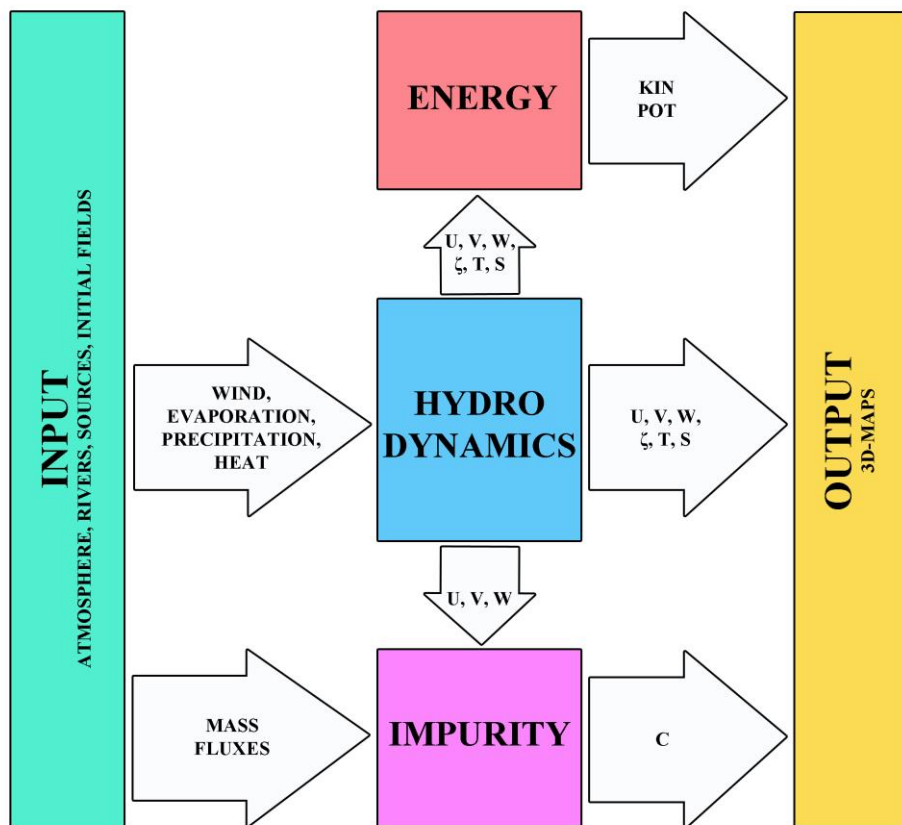 INPUT
ATMOSPHERE, RIVERS, SOURCES, INITIAL FIELDS
ENERGY
KIN
POT
U, V, W,
ζ, T, S
WIND,
EVAPORATION,
PRECIPITATION,
HEAT
HYDRO
DYNAMICS
U, V, W,
ζ, T, S
U, V, W
MASS
FLUXES
IMPURITY
C
OUTPUT
3D-MAPS